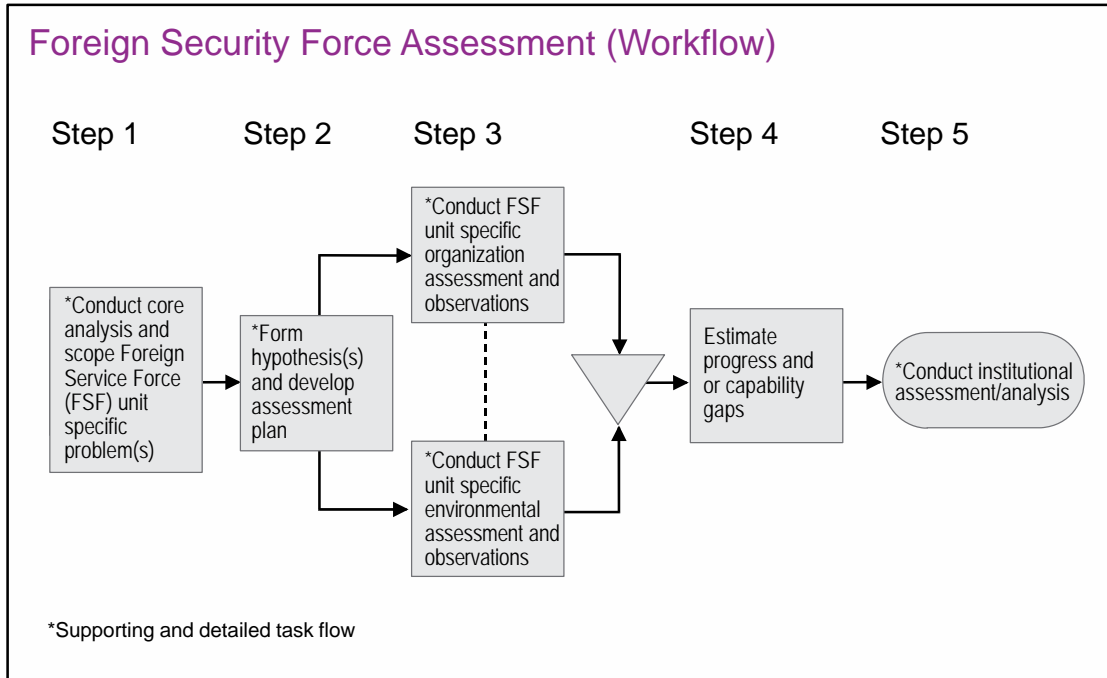 Foreign Security Force Assessment (Workflow)
Step 1
Step 2
Step 3
Step 4
Step 5
*Conduct core
analysis and
scope Foreign
Service Force
(FSF) unit
specific
problem(s)
*Form
hypothesis(s)
and develop
assessment
plan
*Conduct FSF
unit specific
organization
assessment and
observations
*Conduct FSF
unit specific
environmental
assessment and
observations
Estimate
progress and
or capability
gaps
*Conduct institutional
assessment/analysis
*Supporting and detailed task flow